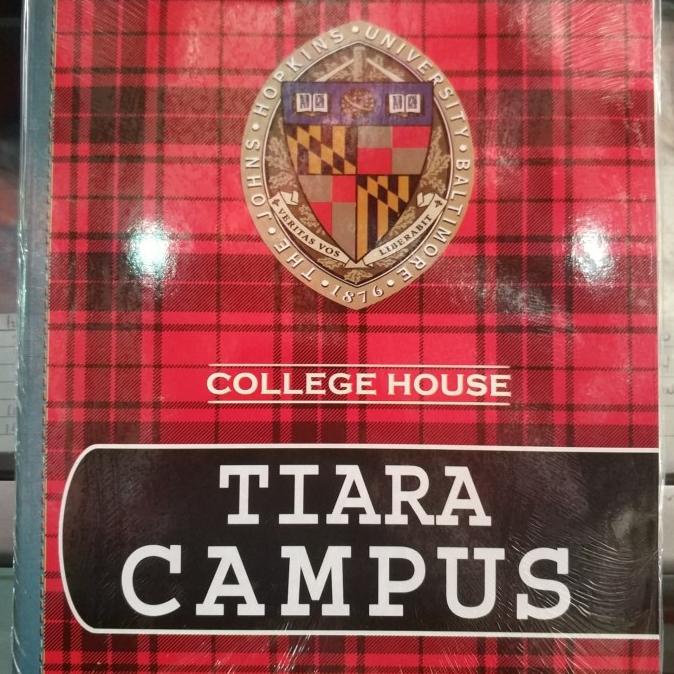 THE • JOHNS • HOPKINS • UNIVERSITY • BALTIMORE • 1876 •
VERITAS VOS LIBERABIT
COLLEGE HOUSE
TIARA
CAMPUS